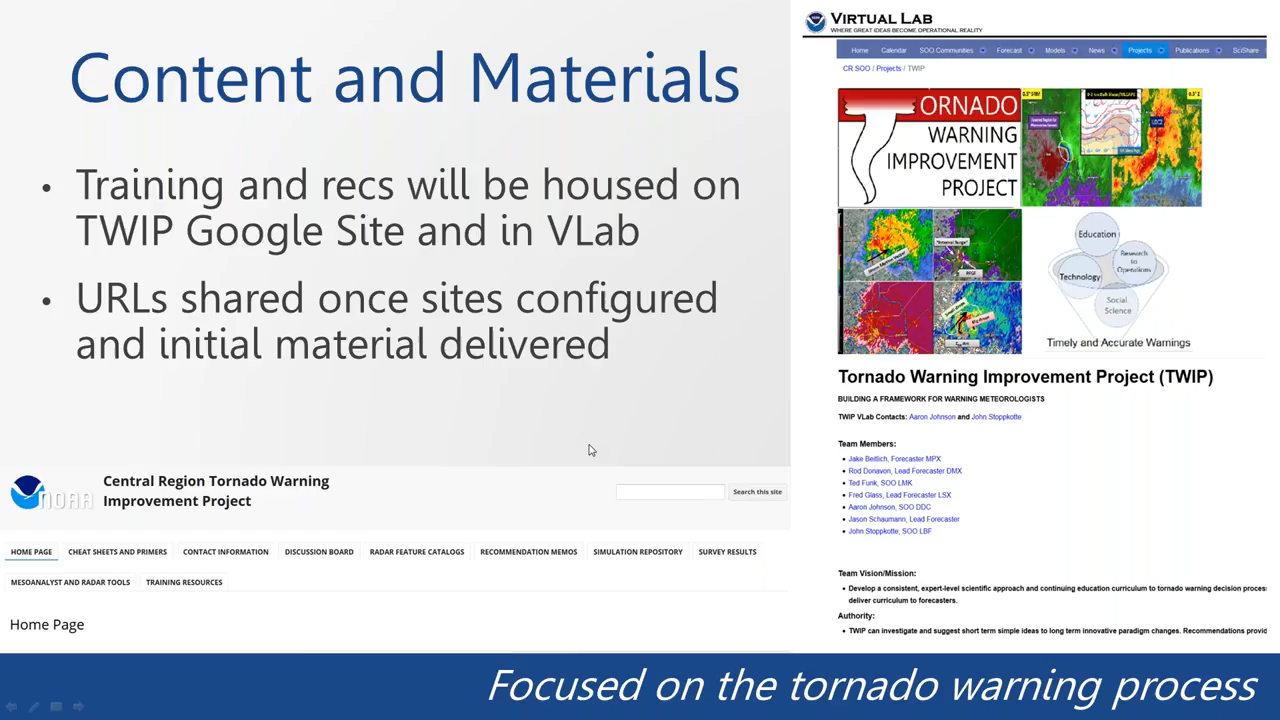 Content and Materials
• Training and recs will be housed on
TWIP Google Site and in VLab
• URLs shared once sites configured
and initial material delivered
NOAA
Central Region Tornado Warning
Improvement Project
Search this site
HOME PAGE CHEAT SHEETS AND PRIMERS CONTACT INFORMATION DISCUSSION BOARD RADAR FEATURE CATALOGS RECOMMENDATION MEMOS SIMULATION REPOSITORY SURVEY RESULTS
MESOANALYST AND RADAR TOOLS TRAINING RESOURCES
Home Page
VIRTUAL LAB
WHERE GREAT IDEAS BECOME OPERATIONAL REALITY
Home Calendar SOO Communities Forecast Models News Projects Publications SciShare
CR SOO / Projects / TWIP
TORNADO
WARNING
IMPROVEMENT
PROJECT
"Internal Surge"
RFGF
Education
Research
to
Operations
Technology
Social
Science
Timely and Accurate Warnings
Tornado Warning Improvement Project (TWIP)
BUILDING A FRAMEWORK FOR WARNING METEOROLOGISTS
TWIP VLab Contacts: Aaron Johnson and John Stoppkotte
Team Members:
• Jake Beitlich, Forecaster MPX
• Rod Donavon, Lead Forecaster DMX
• Ted Funk, SOO LMK
• Fred Glass, Lead Forecaster LSX
• Aaron Johnson, SOO DDC
• Jason Schaumann, Lead Forecaster
• John Stoppkotte, SOO LBF
Team Vision/Mission:
• Develop a consistent, expert-level scientific approach and continuing education curriculum to tornado warning decision process
deliver curriculum to forecasters.
Authority:
• TWIP can investigate and suggest short term simple ideas to long term innovative paradigm changes. Recommendations provid
Focused on the tornado warning process